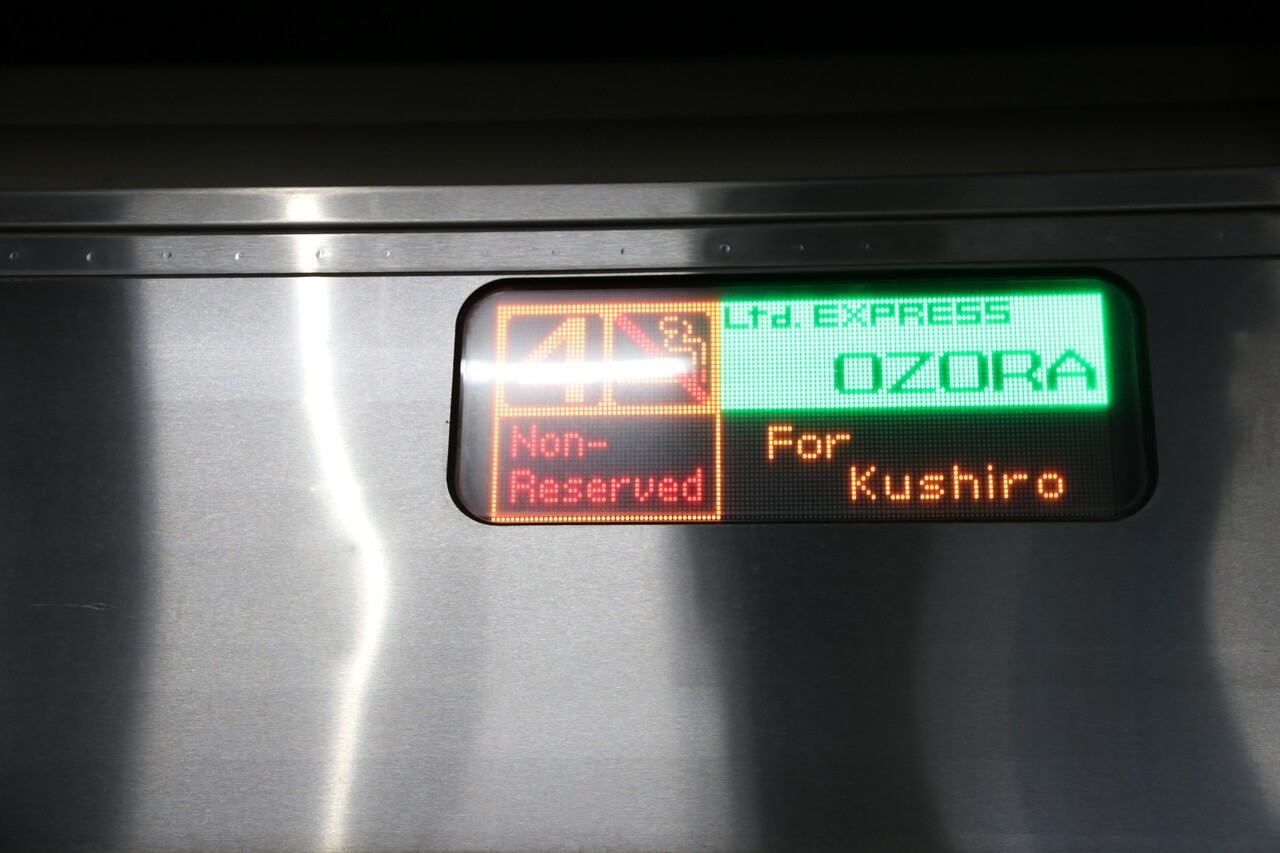 4
Ltd. EXPRESS
OZORA
Non-
Reserved
For
Kushiro